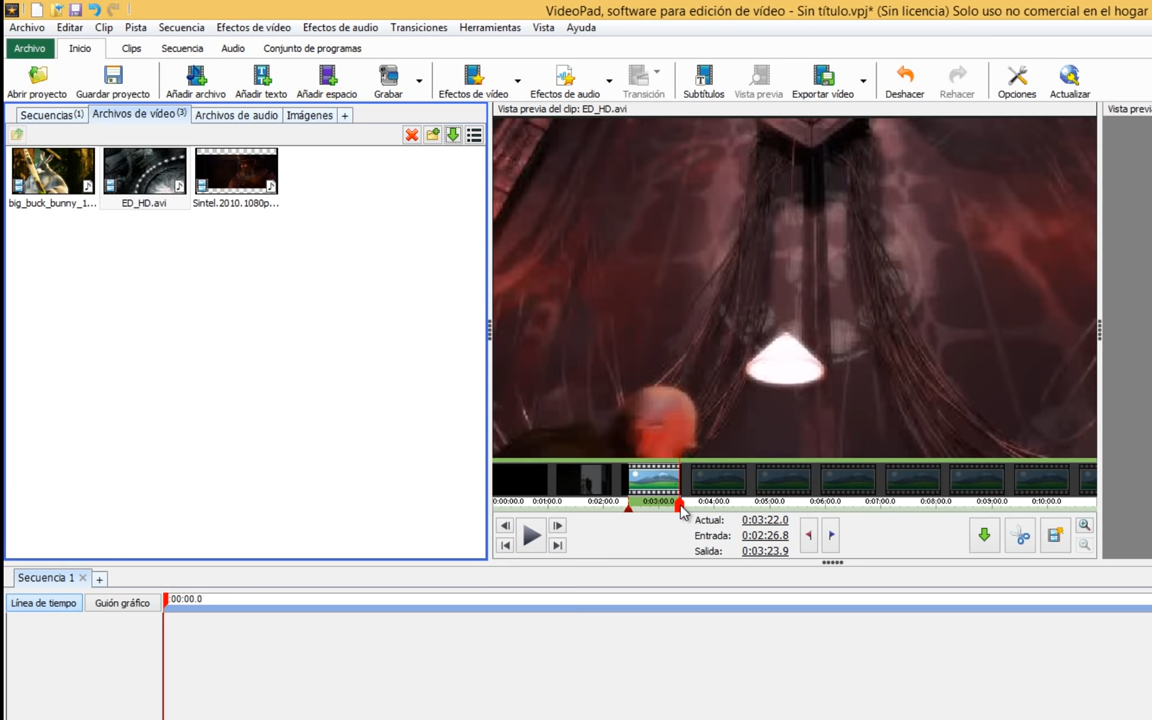 VideoPad, software para edición de vídeo - Sin título.vpj* (Sin licencia) Solo uso no comercial en el hogar
Archivo Editar Clip Pista Secuencia Efectos de vídeo Efectos de audio Transiciones Herramientas Vista Ayuda
Archivo Inicio Clips Secuencia Audio Conjunto de programas
Abrir proyecto Guardar proyecto Añadir archivo Añadir texto Añadir espacio Grabar Efectos de vídeo Efectos de audio Transición Subtítulos Vista previa Exportar vídeo Deshacer Rehacer Opciones Actualizar
Secuencias(1) Archivos de vídeo(3) Archivos de audio Imágenes +
Vista previa del clip: ED_HD.avi
Vista previ
big_buck_bunny_1... ED_HD.avi Sintel.2010.1080p...
0:00:00.0 0:01:00.0 0:02:00.0 0:03:00.0 0:04:00.0 0:05:00.0 0:06:00.0 0:07:00.0 0:08:00.0 0:09:00.0 0:10:00.0
Actual: 0:03:22.0
Entrada: 0:02:26.8
Salida: 0:03:23.9
Secuencia 1 +
Línea de tiempo Guión gráfico :00:00.0